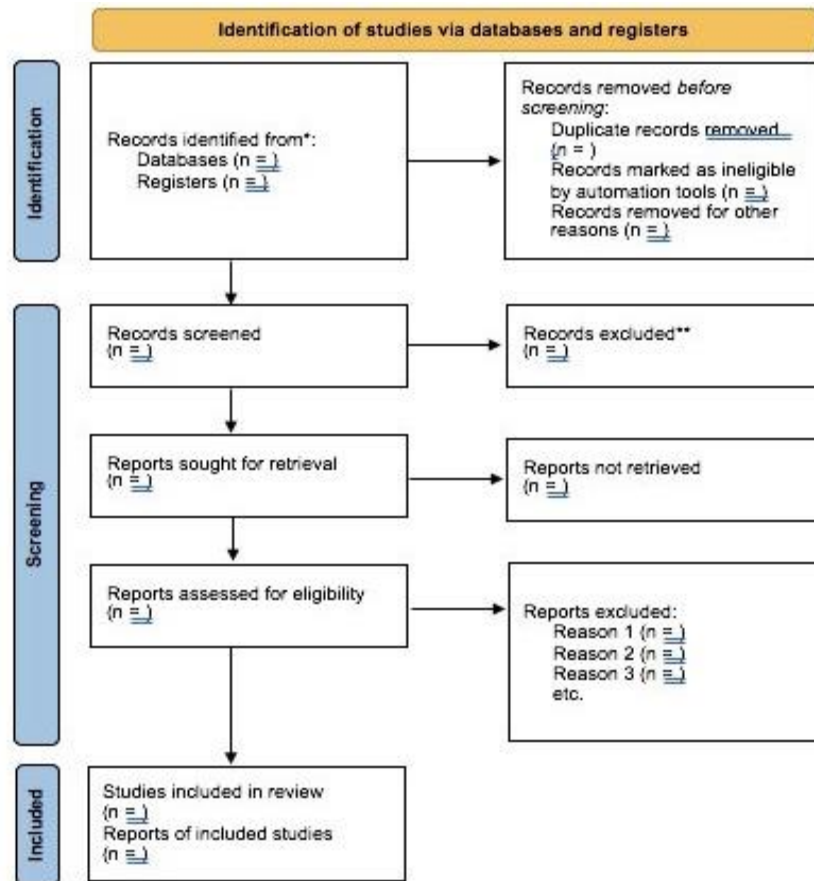 Identification of studies via databases and registers
Identification
Records identified from*:
Databases (n = )
Registers (n = )
Records removed before
screening:
Duplicate records removed
(n = )
Records marked as ineligible
by automation tools (n = )
Records removed for other
reasons (n = )
Screening
Records screened
(n = )
Records excluded**
(n = )
Reports sought for retrieval
(n = )
Reports not retrieved
(n = )
Reports assessed for eligibility
(n = )
Reports excluded:
Reason 1 (n = )
Reason 2 (n = )
Reason 3 (n = )
etc.
Included
Studies included in review
(n = )
Reports of included studies
(n = )